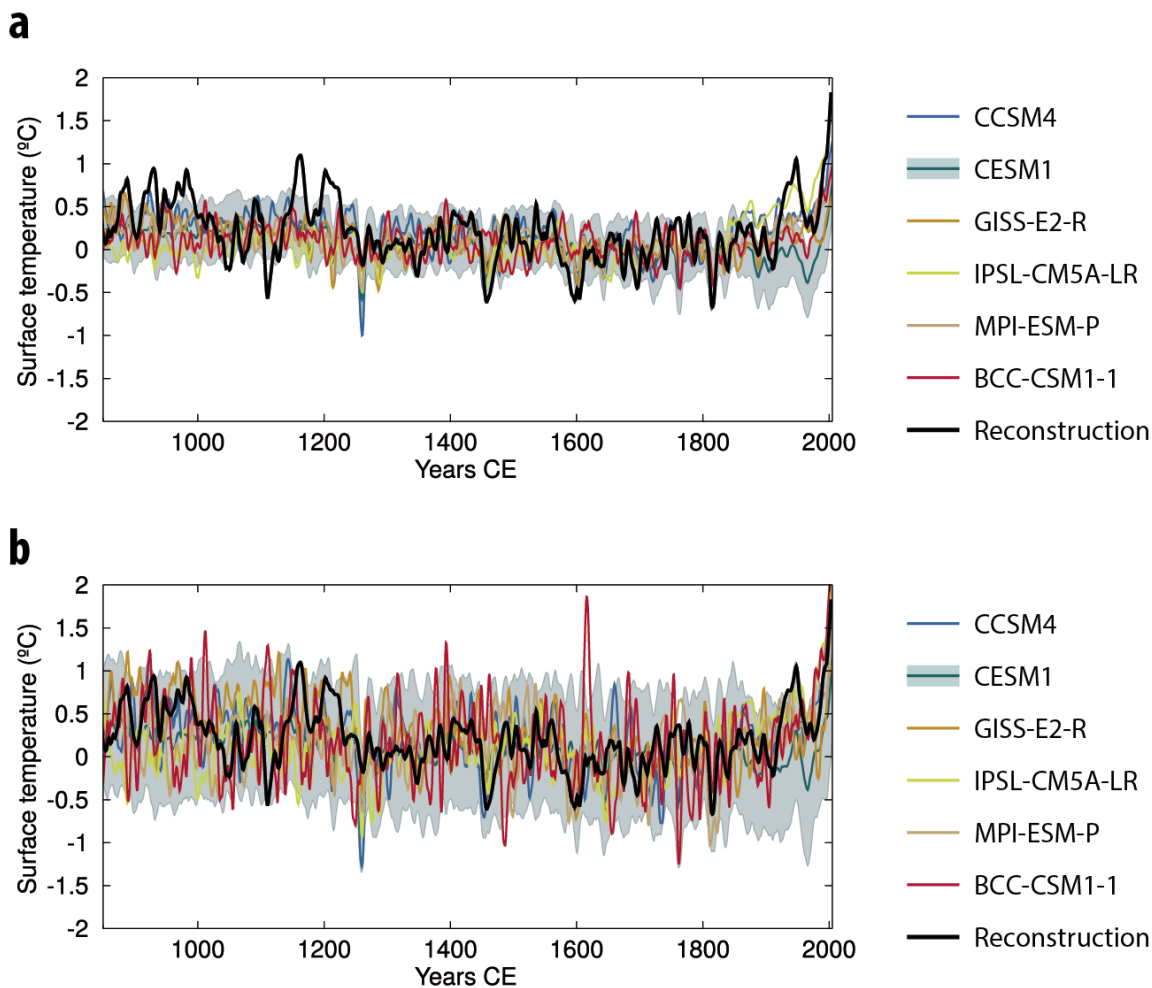 a
Surface temperature (ºC)
2
1.5
1
0.5
0
-0.5
-1
-1.5
-2
1000 1200 1400 1600 1800 2000
Years CE
CCSM4
CESM1
GISS-E2-R
IPSL-CM5A-LR
MPI-ESM-P
BCC-CSM1-1
Reconstruction
b
Surface temperature (ºC)
2
1.5
1
0.5
0
-0.5
-1
-1.5
-2
1000 1200 1400 1600 1800 2000
Years CE
CCSM4
CESM1
GISS-E2-R
IPSL-CM5A-LR
MPI-ESM-P
BCC-CSM1-1
Reconstruction